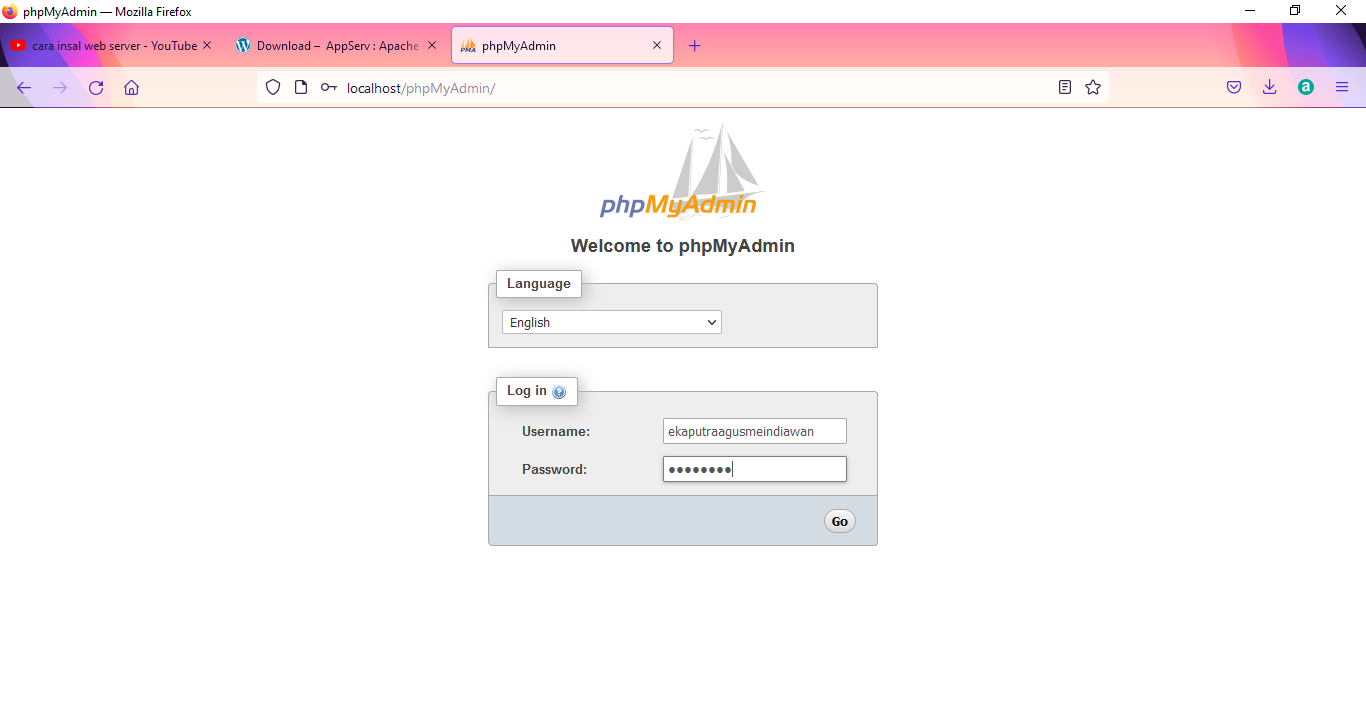 phpMyAdmin — Mozilla Firefox
cara insal web server - YouTube
Download – AppServ : Apache
phpMyAdmin
localhost/phpMyAdmin/
phpMyAdmin
Welcome to phpMyAdmin
Language
English
Log in
Username:
ekaputraagusmeindiawan
Password:
Go